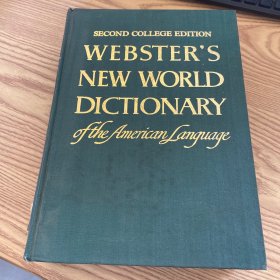 SECOND COLLEGE EDITION
WEBSTER'S
NEW WORLD
DICTIONARY
of the American Language